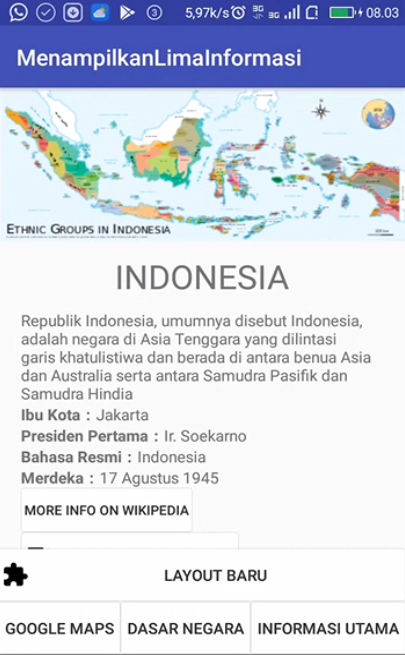 5,97k/s 3G 3G 08.03
MenampilkanLimaInformasi
ETHNIC GROUPS IN INDONESIA
INDONESIA
Republik Indonesia, umumnya disebut Indonesia,
adalah negara di Asia Tenggara yang dilintasi
garis khatulistiwa dan berada di antara benua Asia
dan Australia serta antara Samudra Pasifik dan
Samudra Hindia
Ibu Kota : Jakarta
Presiden Pertama : Ir. Soekarno
Bahasa Resmi : Indonesia
Merdeka : 17 Agustus 1945
MORE INFO ON WIKIPEDIA
LAYOUT BARU
GOOGLE MAPS DASAR NEGARA INFORMASI UTAMA